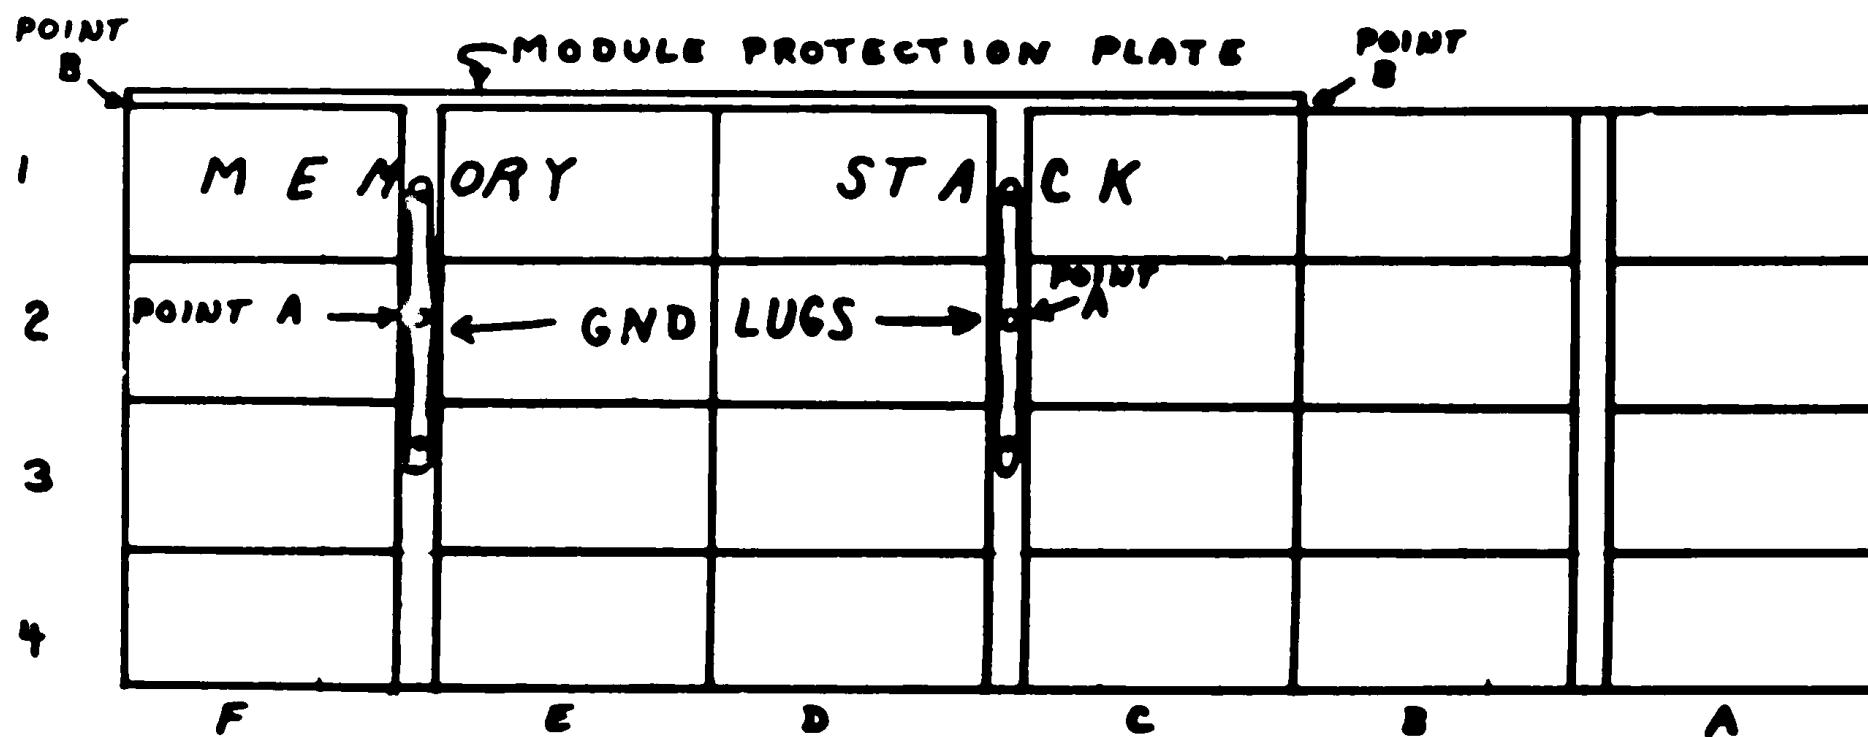 POINT B
MODULE PROTECTION PLATE
POINT B
1
MEMORY STACK
2
POINT A
GND LUGS
POINT A
3
4
F E D C B A